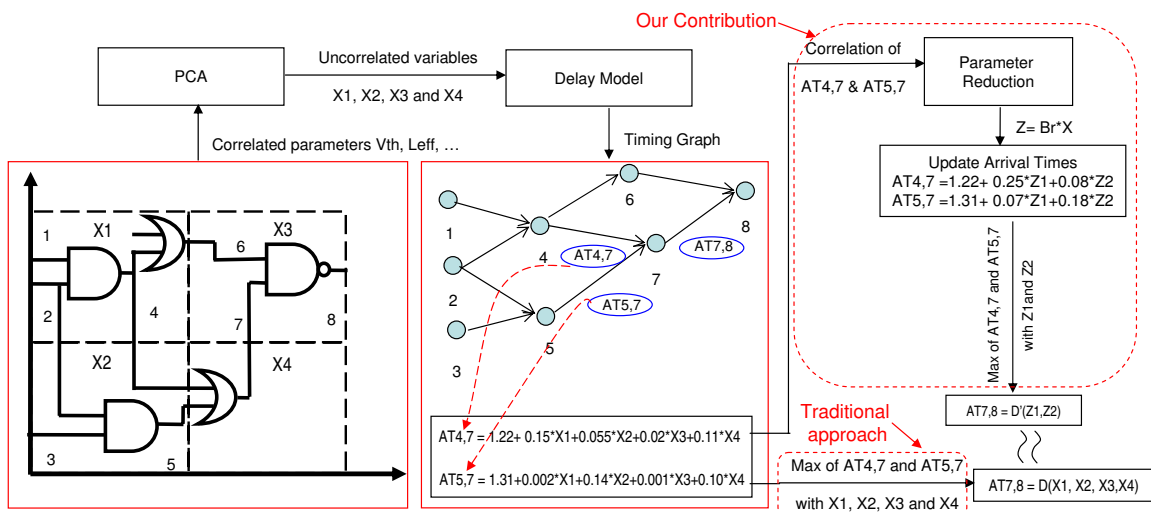 Our Contribution
PCA
Uncorrelated variables
X1, X2, X3 and X4
Delay Model
Correlation of
AT4,7 & AT5,7
Parameter
Reduction
Correlated parameters Vth, Leff, …
Timing Graph
Z= Br*X
Update Arrival Times
AT4,7 =1.22+ 0.25*Z1+0.08*Z2
AT5,7 =1.31+ 0.07*Z1+0.18*Z2
1
X1
6
X3
2
4
7
8
X2
X4
3
5
1
2
3
4
5
6
7
8
AT4,7
AT7,8
AT5,7
Max of AT4,7 and AT5,7
with Z1and Z2
AT7,8 = D'(Z1,Z2)
Traditional
approach
AT4,7 = 1.22+ 0.15*X1+0.055*X2+0.02*X3+0.11*X4
AT5,7 = 1.31+0.002*X1+0.14*X2+0.001*X3+0.10*X4
Max of AT4,7 and AT5,7
with X1, X2, X3 and X4
AT7,8 = D(X1, X2, X3,X4)